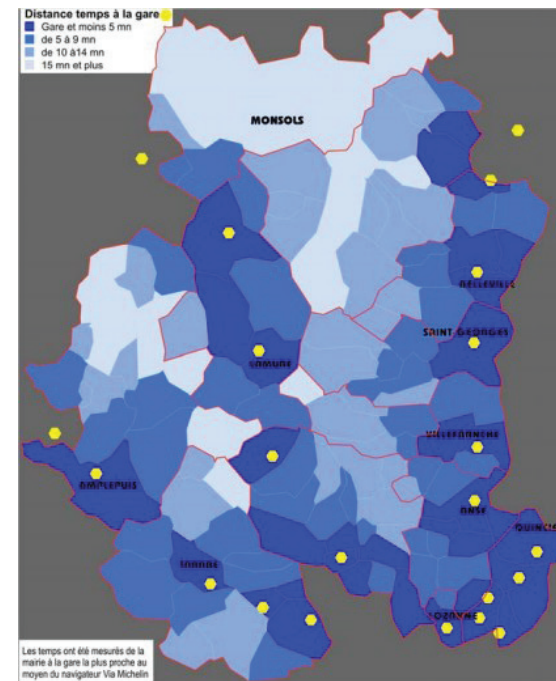 Distance temps à la gare
Gare et moins 5 mn
de 5 à 9 mn
de 10 à14 mn
15 mn et plus
MONSOLS
BELLEVILLE
SAINT-GEORGES
LAMURE
VILLEFRANCHE
AMPLEPUIS
ANSE
TARARE
LOZANNE
Les temps ont été mesurés de la
mairie à la gare la plus proche au
moyen du navigateur Via Michelin